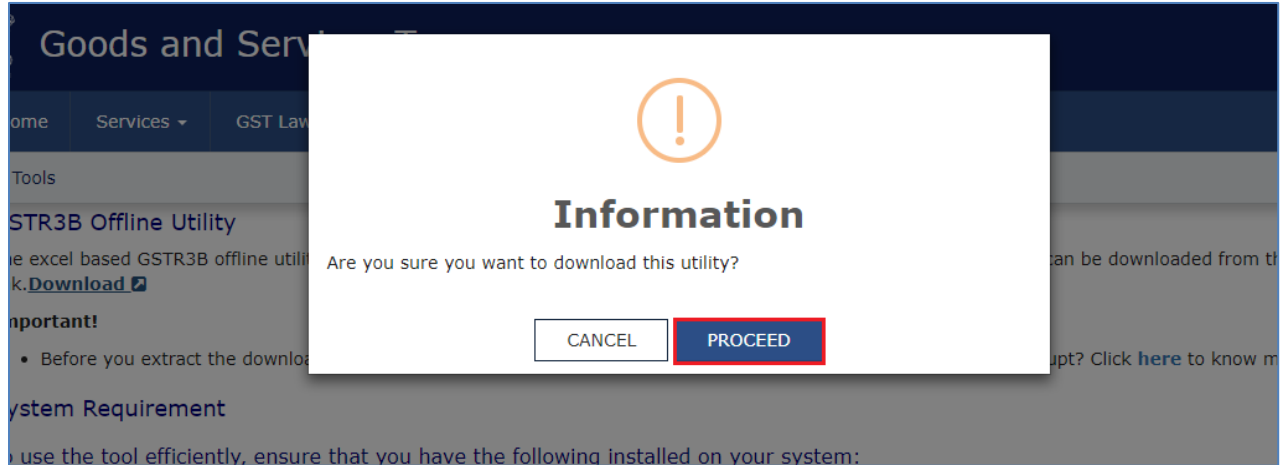 Goods and Serv
ome Services GST Law
Tools
STR3B Offline Utility
e excel based GSTR3B offline utili
can be downloaded from th
k.Download
mportant!
• Before you extract the downloa
upt? Click here to know m
ystem Requirement
use the tool efficiently, ensure that you have the following installed on your system:
!
Information
Are you sure you want to download this utility?
CANCEL PROCEED